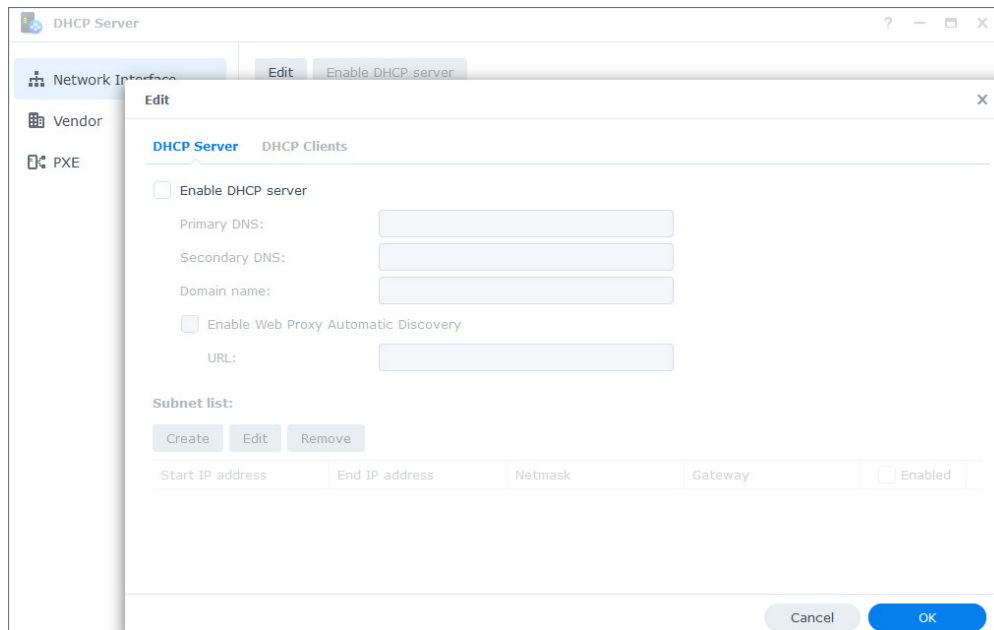 DHCP Server
?
Network Interface
Edit Enable DHCP server
Vendor
PXE
Edit
DHCP Server DHCP Clients
Enable DHCP server
Primary DNS:
Secondary DNS:
Domain name:
Enable Web Proxy Automatic Discovery
URL:
Subnet list:
Create Edit Remove
Start IP address End IP address Netmask Gateway Enabled
Cancel OK